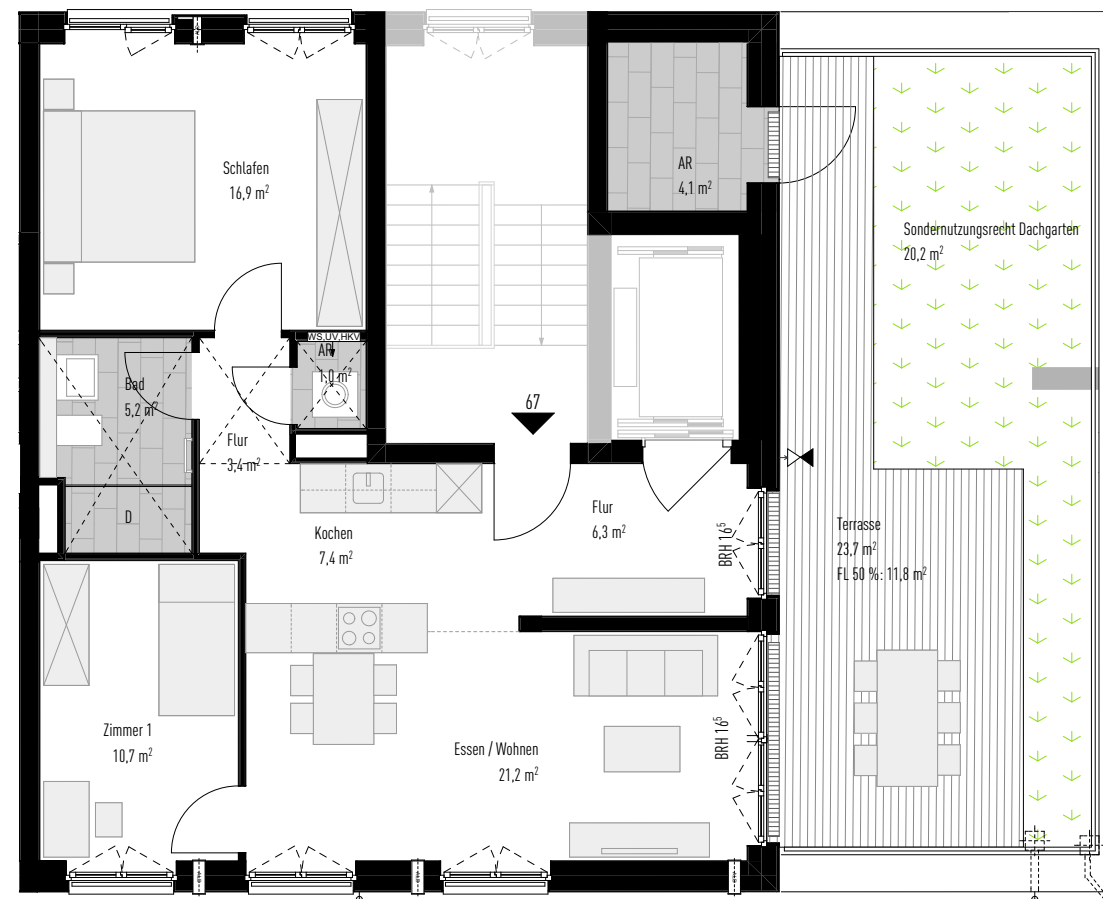 Schlafen
16,9 m²
AR
4,1 m²
Sondernutzungsrecht Dachgarten
20,2 m²
WS,UV,HKV
AR
1,0 m²
Bad
5,2 m²
Flur
3,4 m²
67
D
Kochen
7,4 m²
Flur
6,3 m²
BRH 16⁵
Terrasse
23,7 m²
FL 50 %: 11,8 m²
Zimmer 1
10,7 m²
Essen / Wohnen
21,2 m²
BRH 16⁵